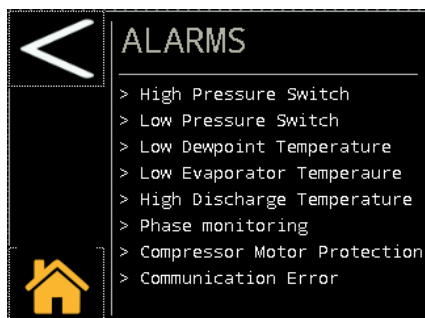 ALARMS
> High Pressure Switch
> Low Pressure Switch
> Low Dewpoint Temperature
> Low Evaporator Temperaure
> High Discharge Temperature
> Phase monitoring
> Compressor Motor Protection
> Communication Error